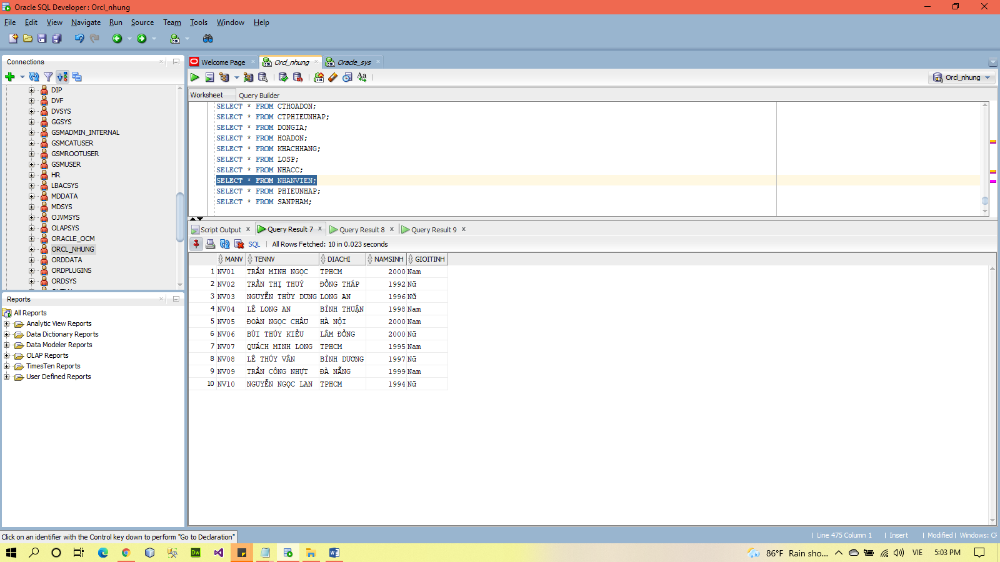 Oracle SQL Developer : Orcl_nhung
File Edit View Navigate Run Source Team Tools Window Help
Connections
DIP
DVF
DVSYS
GGSYS
GSMADMIN_INTERNAL
GSMCATUSER
GSMROOTUSER
GSMUSER
HR
LBACSYS
MDDATA
MDSYS
OJVMSYS
OLAPSYS
ORACLE_OCM
ORCL_NHUNG
ORDDATA
ORDPLUGINS
ORDSYS
Reports
All Reports
Analytic View Reports
Data Dictionary Reports
Data Modeler Reports
OLAP Reports
TimesTen Reports
User Defined Reports
Welcome Page Orcl_nhung Oracle_sys
Orcl_nhung
Worksheet Query Builder
SELECT * FROM CTHOADON;
SELECT * FROM CTPHIEUNHAP;
SELECT * FROM DONGIA;
SELECT * FROM HOADON;
SELECT * FROM KHACHHANG;
SELECT * FROM LOSP;
SELECT * FROM NHACC;
SELECT * FROM NHANVIEN;
SELECT * FROM PHIEUNHAP;
SELECT * FROM SANPHAM;
Script Output x Query Result 7 x Query Result 8 x Query Result 9 x
SQL | All Rows Fetched: 10 in 0.023 seconds
MANV TENNV DIACHI NAMSINH GIOITINH
1 NV01 TRẦN MINH NGỌC TPHCM 2000 Nam
2 NV02 TRẦN THỊ THUÝ ĐỒNG THÁP 1992 Nữ
3 NV03 NGUYỄN THÙY DUNG LONG AN 1996 Nữ
4 NV04 LÊ LONG AN BÌNH THUẬN 1998 Nam
5 NV05 ĐOÀN NGỌC CHÂU HÀ NỘI 2000 Nam
6 NV06 BÙI THÚY KIỀU LÂM ĐỒNG 2000 Nữ
7 NV07 QUÁCH MINH LONG TPHCM 1995 Nam
8 NV08 LÊ THÚY VÂN BÌNH DƯƠNG 1997 Nữ
9 NV09 TRẦN CÔNG NHỰT ĐÀ NẴNG 1999 Nam
10 NV10 NGUYỄN NGỌC LAN TPHCM 1994 Nữ
Click on an identifier with the Control key down to perform "Go to Declaration"
| Line 475 Column 1 | Insert | Modified | Windows: CF
86°F Rain sho... VIE 5:03 PM